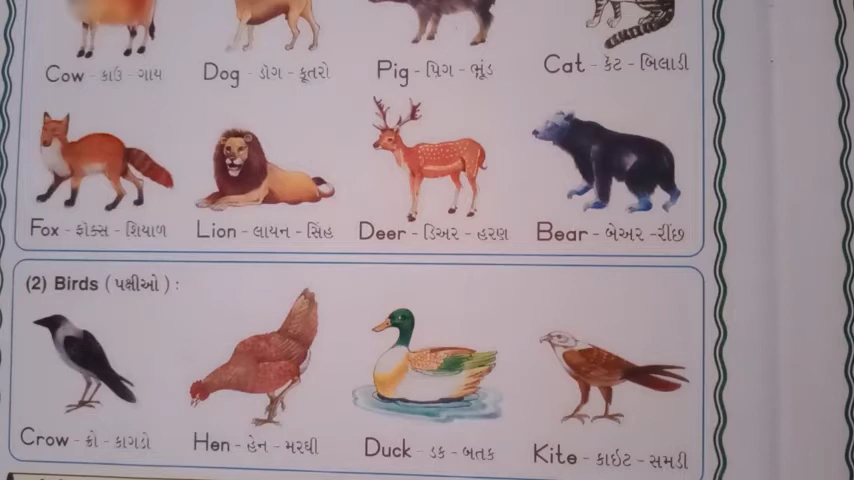 Cow - કાઉ - ગાય Dog - ડોગ - કૂતરો Pig - પિગ - ભૂંડ Cat - કેટ - બિલાડી
Fox - ફોક્સ - શિયાળ Lion - લાયન - સિંહ Deer - ડિઅર - હરણ Bear - બેઅર - રીંછ
(2) Birds ( પક્ષીઓ ) :
Crow - ક્રો - કાગડો Hen - હેન - મરઘી Duck - ડક - બતક Kite - કાઇટ - સમડી